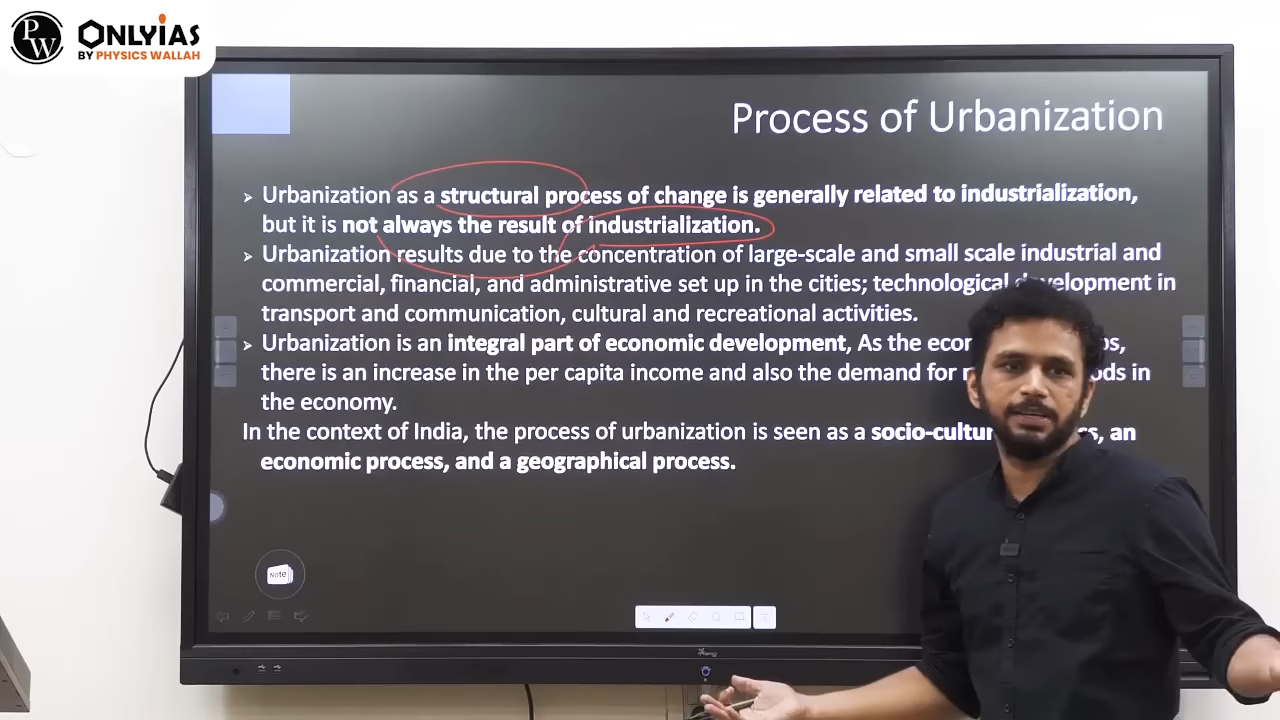 PW
ONLYIAS
BY PHYSICS WALLAH
Process of Urbanization
➢ Urbanization as a structural process of change is generally related to industrialization,
but it is not always the result of industrialization.
➢ Urbanization results due to the concentration of large-scale and small scale industrial and
commercial, financial, and administrative set up in the cities; technological development in
transport and communication, cultural and recreational activities.
➢ Urbanization is an integral part of economic development, As the
there is an increase in the per capita income and also the demand for in
the economy.
In the context of India, the process of urbanization is seen as a an
economic process, and a geographical process.
Note